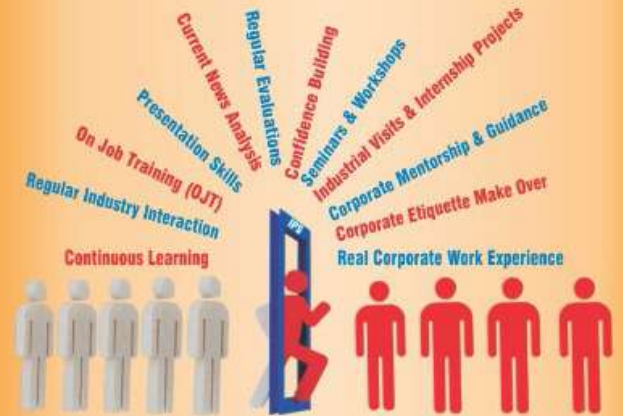 Continuous Learning
Regular Industry Interaction
On Job Training (OJT)
Presentation Skills
Current News Analysis
Regular Evaluations
Confidence Building
Seminars & Workshops
Industrial Visits & Internship Projects
Corporate Mentorship & Guidance
Corporate Etiquette Make Over
Real Corporate Work Experience